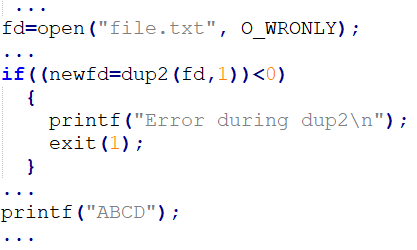 ...
fd=open("file.txt", O_WRONLY);
...
if((newfd=dup2(fd,1))<0)
{
printf("Error during dup2\n");
exit(1);
}
...
printf("ABCD");
...